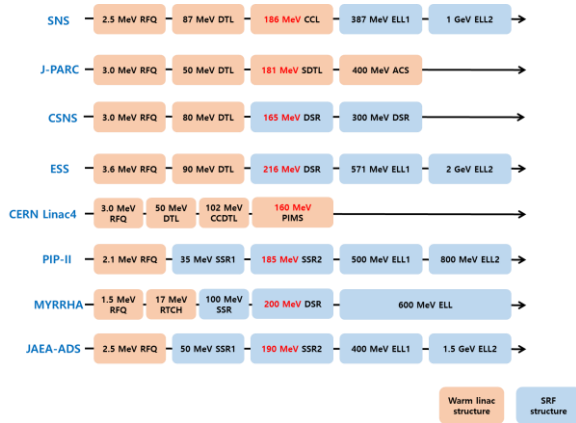 SNS
2.5 MeV RFQ
87 MeV DTL
186 MeV CCL
387 MeV ELL1
1 GeV ELL2
J-PARC
3.0 MeV RFQ
50 MeV DTL
181 MeV SDTL
400 MeV ACS
CSNS
3.0 MeV RFQ
80 MeV DTL
165 MeV DSR
300 MeV DSR
ESS
3.6 MeV RFQ
90 MeV DTL
216 MeV DSR
571 MeV ELL1
2 GeV ELL2
CERN Linac4
3.0 MeV
RFQ
50 MeV
DTL
102 MeV
CCDTL
160 MeV
PIMS
PIP-II
2.1 MeV RFQ
35 MeV SSR1
185 MeV SSR2
500 MeV ELL1
800 MeV ELL2
MYRRHA
1.5 MeV
RFQ
17 MeV
RTCH
100 MeV
SSR
200 MeV DSR
600 MeV ELL
JAEA-ADS
2.5 MeV RFQ
50 MeV SSR1
190 MeV SSR2
400 MeV ELL1
1.5 GeV ELL2
Warm linac
structure
SRF
structure